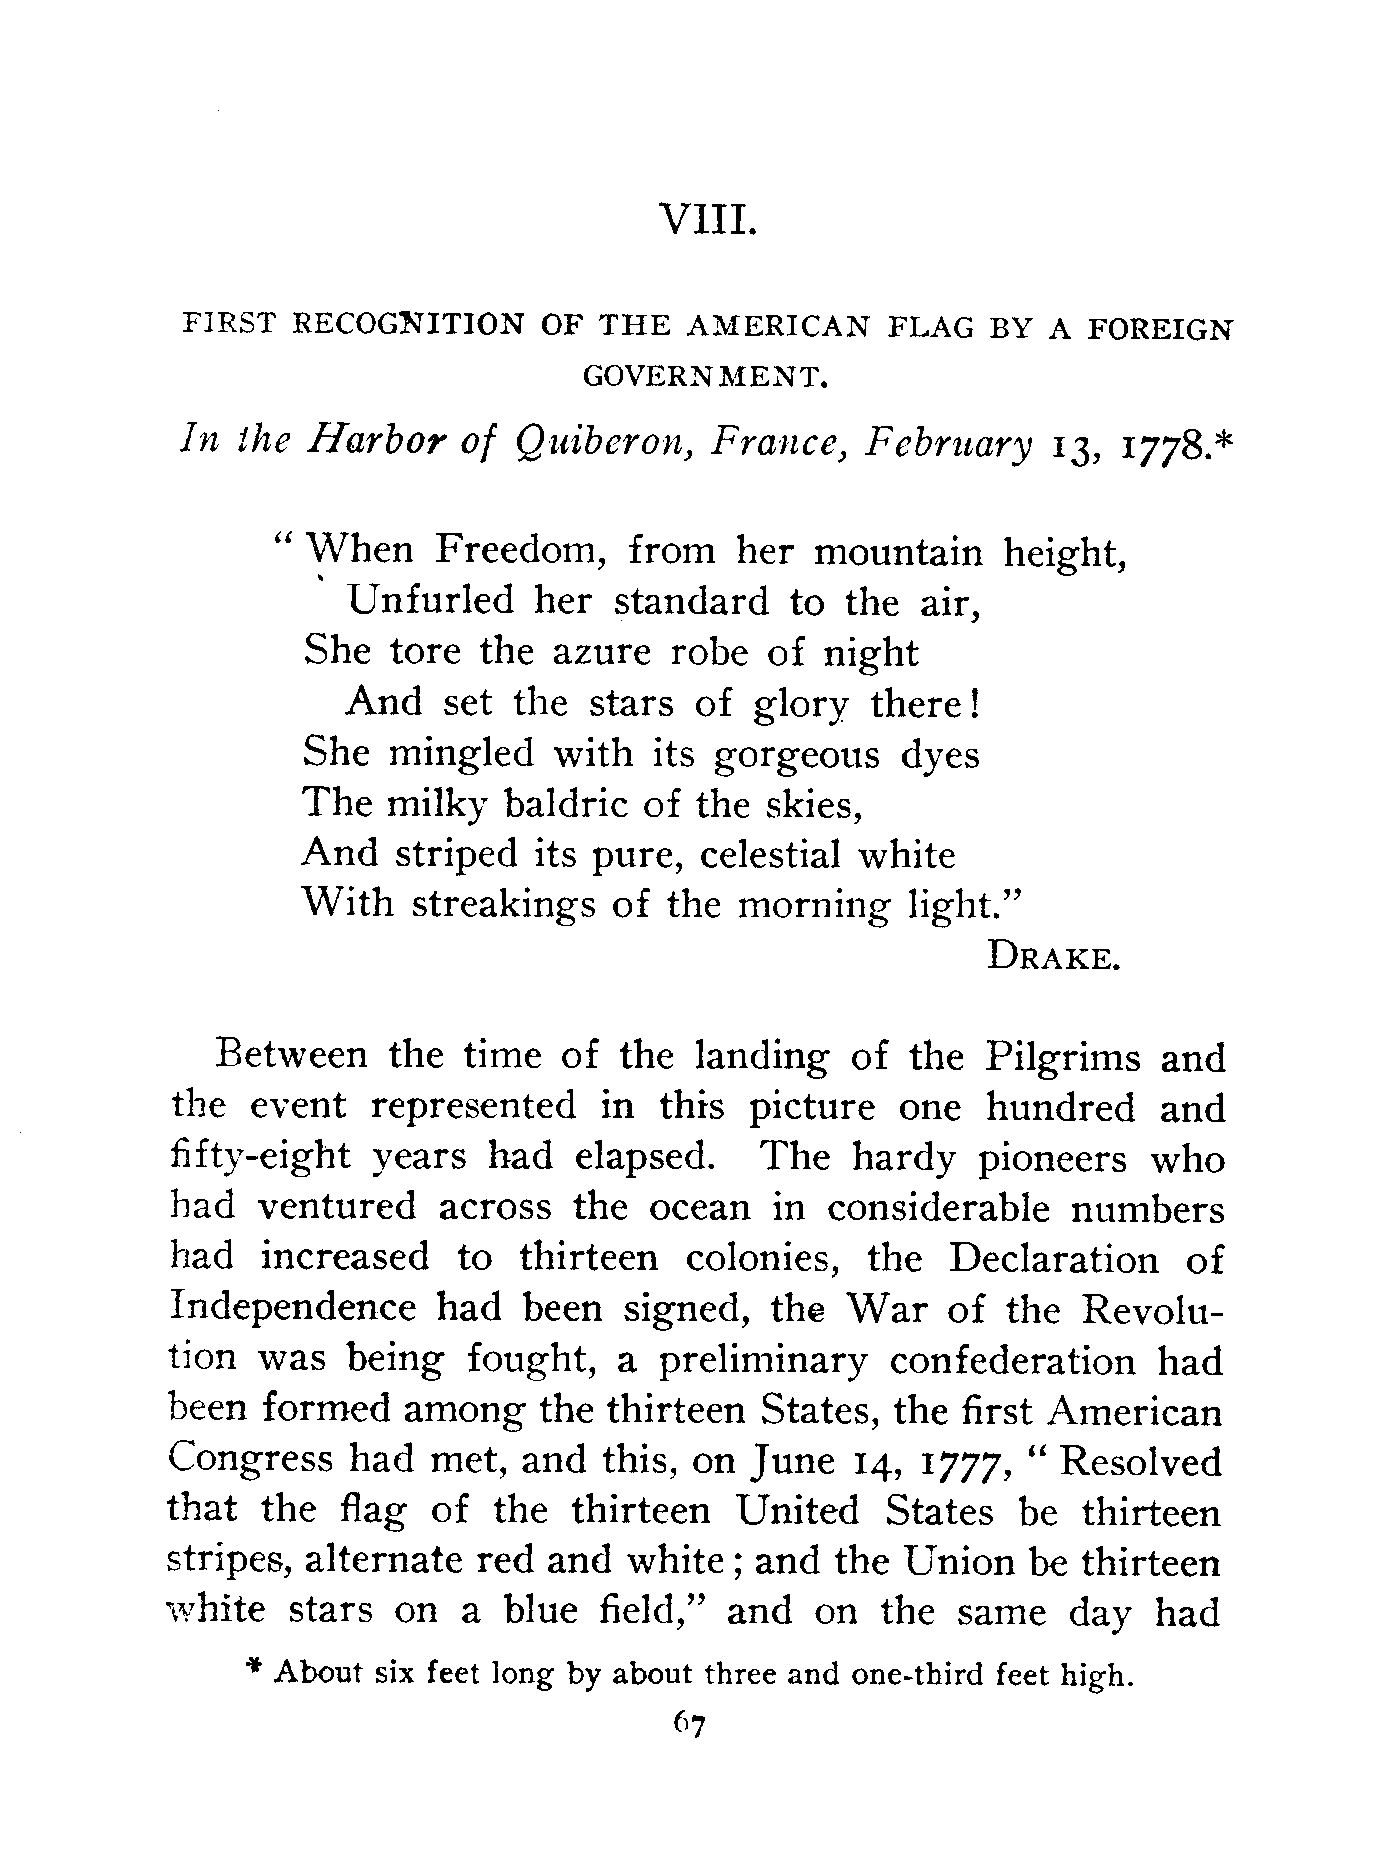 VIII.
FIRST RECOGNITION OF THE AMERICAN FLAG BY A FOREIGN
GOVERNMENT.
In the Harbor of Quiberon, France, February 13, 1778.*
“ When Freedom, from her mountain height,
Unfurled her standard to the air,
She tore the azure robe of night
And set the stars of glory there!
She mingled with its gorgeous dyes
The milky baldric of the skies,
And striped its pure, celestial white
With streakings of the morning light.”
DRAKE.
Between the time of the landing of the Pilgrims and
the event represented in this picture one hundred and
fifty-eight years had elapsed. The hardy pioneers who
had ventured across the ocean in considerable numbers
had increased to thirteen colonies, the Declaration of
Independence had been signed, the War of the Revolu-
tion was being fought, a preliminary confederation had
been formed among the thirteen States, the first American
Congress had met, and this, on June 14, 1777, “ Resolved
that the flag of the thirteen United States be thirteen
stripes, alternate red and white; and the Union be thirteen
white stars on a blue field,” and on the same day had
* About six feet long by about three and one-third feet high.
67